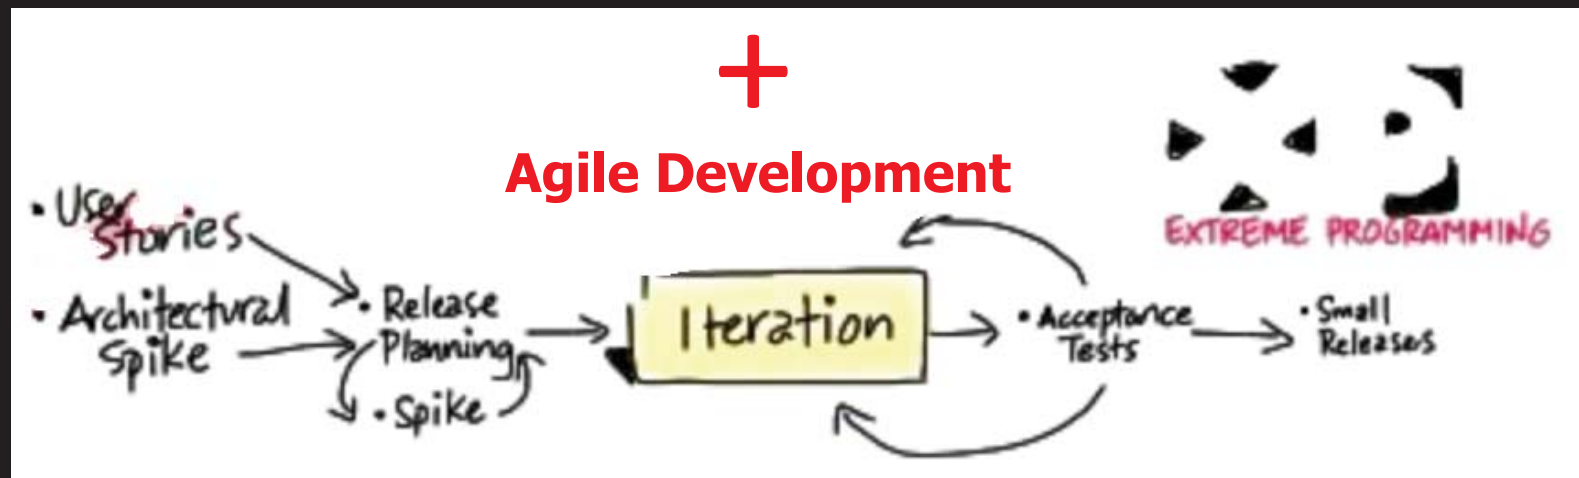 +
Agile Development
EXTREME PROGRAMMING
• User
Stories
• Architectural
Spike
• Release
Planning
• Spike
Iteration
• Acceptance
Tests
• Small
Releases